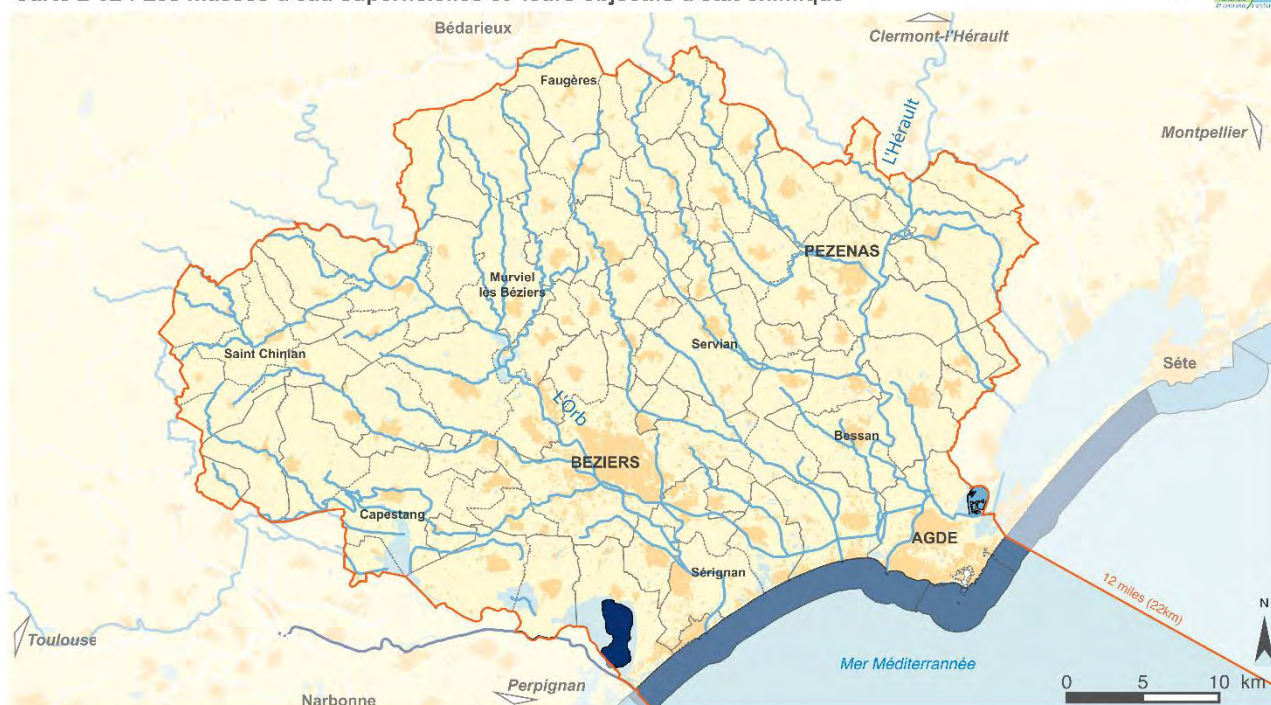 Bédarieux
Clermont-l'Hérault
Faugères
L'Hérault
Montpellier
PEZENAS
Murviel
les Béziers
Servian
Saint Chinian
Sète
L'Orb
Bessan
BEZIERS
Capestang
AGDE
Sérignan
12 miles (22km)
N
Toulouse
Mer Méditerrannée
Perpignan
0 5 10 km
Narbonne